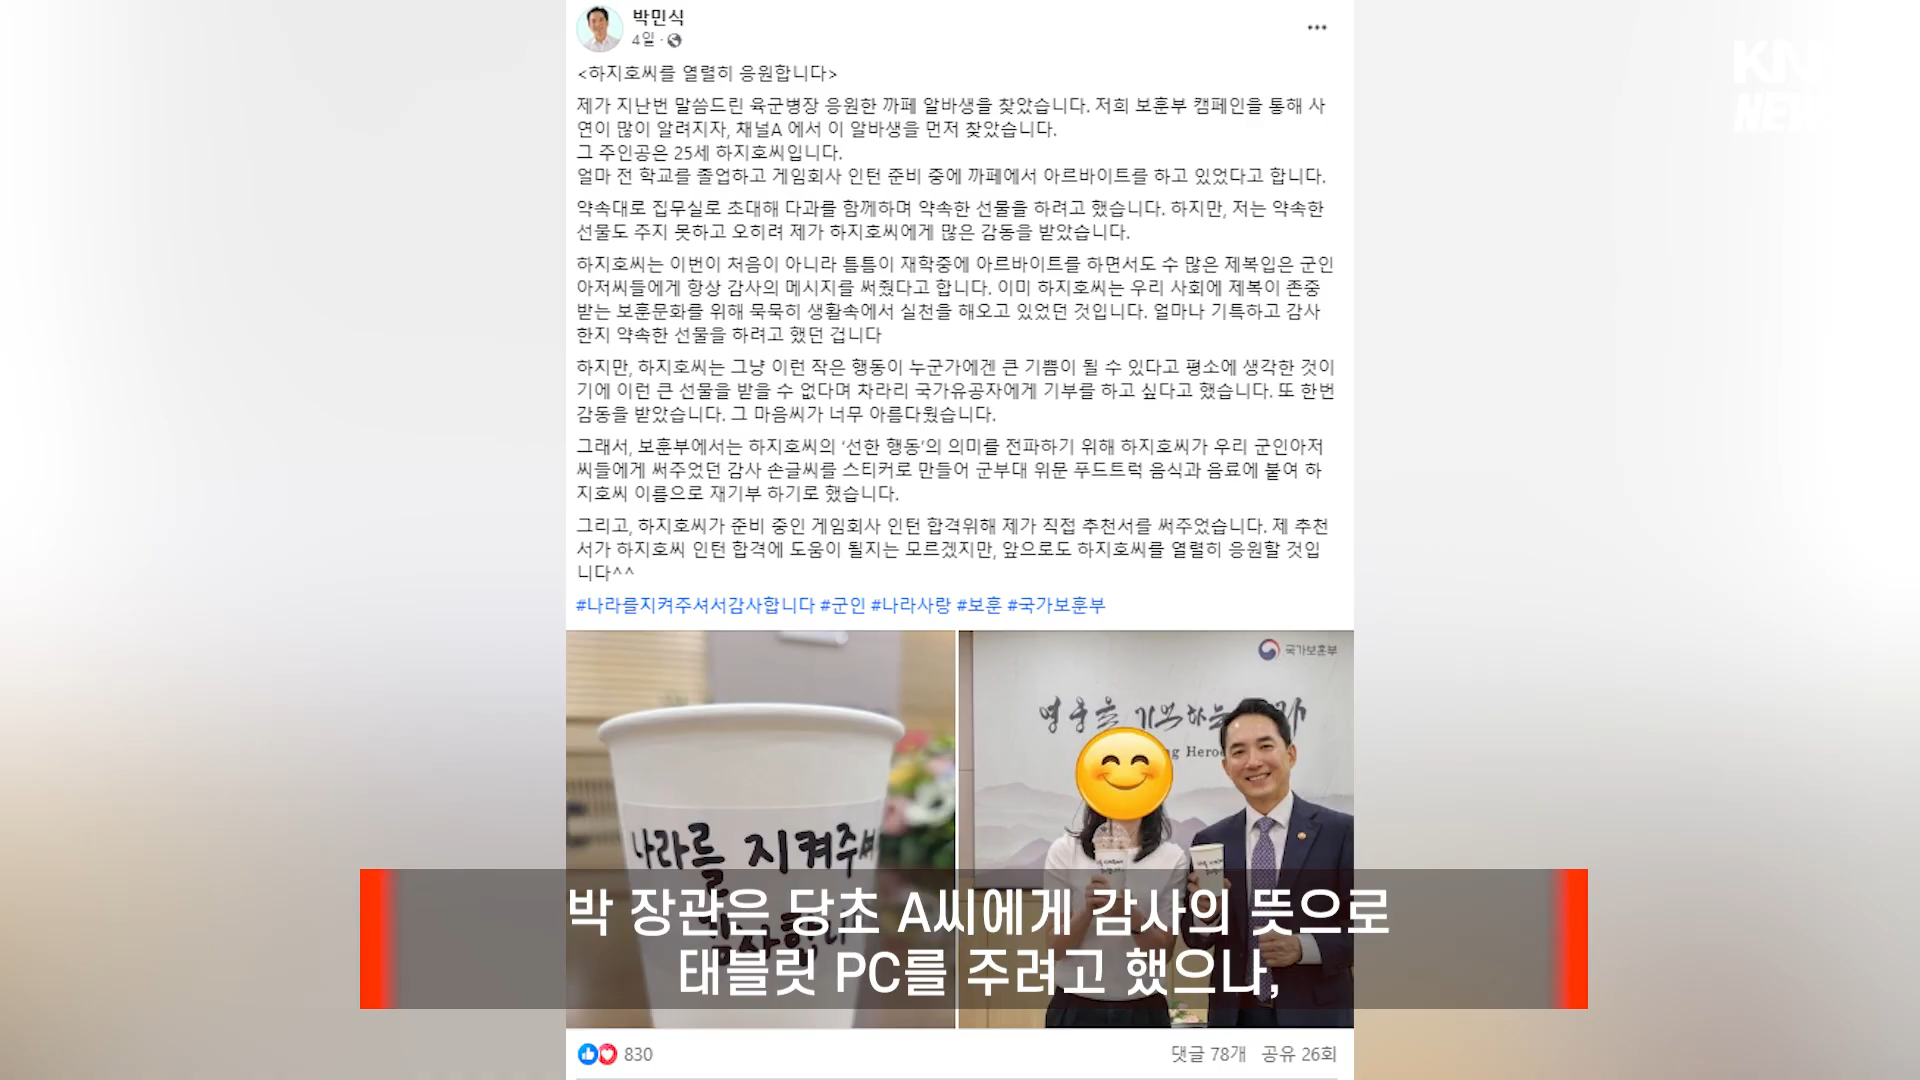 박민식
4일
KNN
NEWS
<하지호씨를 열렬히 응원합니다>
제가 지난번 말씀드린 육군병장 응원한 까페 알바생을 찾았습니다. 저희 보훈부 캠페인을 통해 사
연이 많이 알려지자, 채널A 에서 이 알바생을 먼저 찾았습니다.
그 주인공은 25세 하지호씨입니다.
얼마 전 학교를 졸업하고 게임회사 인턴 준비 중에 까페에서 아르바이트를 하고 있었다고 합니다.
약속대로 집무실로 초대해 다과를 함께하며 약속한 선물을 하려고 했습니다. 하지만, 저는 약속한
선물도 주지 못하고 오히려 제가 하지호씨에게 많은 감동을 받았습니다.
하지호씨는 이번이 처음이 아니라 틈틈이 재학중에 아르바이트를 하면서도 수 많은 제복입은 군인
아저씨들에게 항상 감사의 메시지를 써줬다고 합니다. 이미 하지호씨는 우리 사회에 제복이 존중
받는 보훈문화를 위해 묵묵히 생활속에서 실천을 해오고 있었던 것입니다. 얼마나 기특하고 감사
한지 약속한 선물을 하려고 했던 겁니다
하지만, 하지호씨는 그냥 이런 작은 행동이 누군가에겐 큰 기쁨이 될 수 있다고 평소에 생각한 것이
기에 이런 큰 선물을 받을 수 없다며 차라리 국가유공자에게 기부를 하고 싶다고 했습니다. 또 한번
감동을 받았습니다. 그 마음씨가 너무 아름다웠습니다.
그래서, 보훈부에서는 하지호씨의 '선한 행동'의 의미를 전파하기 위해 하지호씨가 우리 군인아저
씨들에게 써주었던 감사 손글씨를 스티커로 만들어 군부대 위문 푸드트럭 음식과 음료에 붙여 하
지호씨 이름으로 재기부 하기로 했습니다.
그리고, 하지호씨가 준비 중인 게임회사 인턴 합격위해 제가 직접 추천서를 써주었습니다. 제 추천
서가 하지호씨 인턴 합격에 도움이 될지는 모르겠지만, 앞으로도 하지호씨를 열렬히 응원할 것입
니다^^
#나라를지켜주셔서감사합니다 #군인 #나라사랑 #보훈 #국가보훈부
국가보훈부
영웅을 기억하는
나라를 지켜주셔
감사합니
박 장관은 당초 A씨에게 감사의 뜻으로
태블릿 PC를 주려고 했으나,
830
댓글 78개 공유 26회